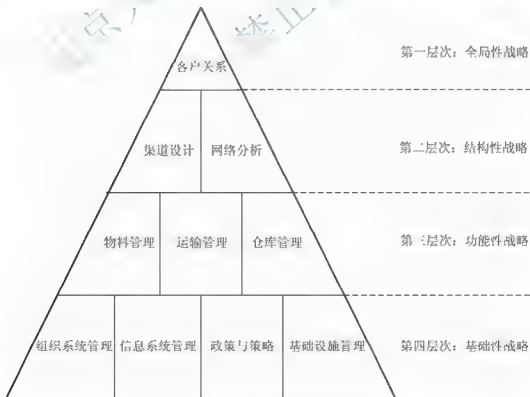 客户关系
第一层次：全局性战略
渠道设计 网络分析
第二层次：结构性战略
物料管理 运输管理 仓库管理
第三层次：功能性战略
组织系统管理 信息系统管理 政策与策略 基础设施管理
第四层次：基础性战略